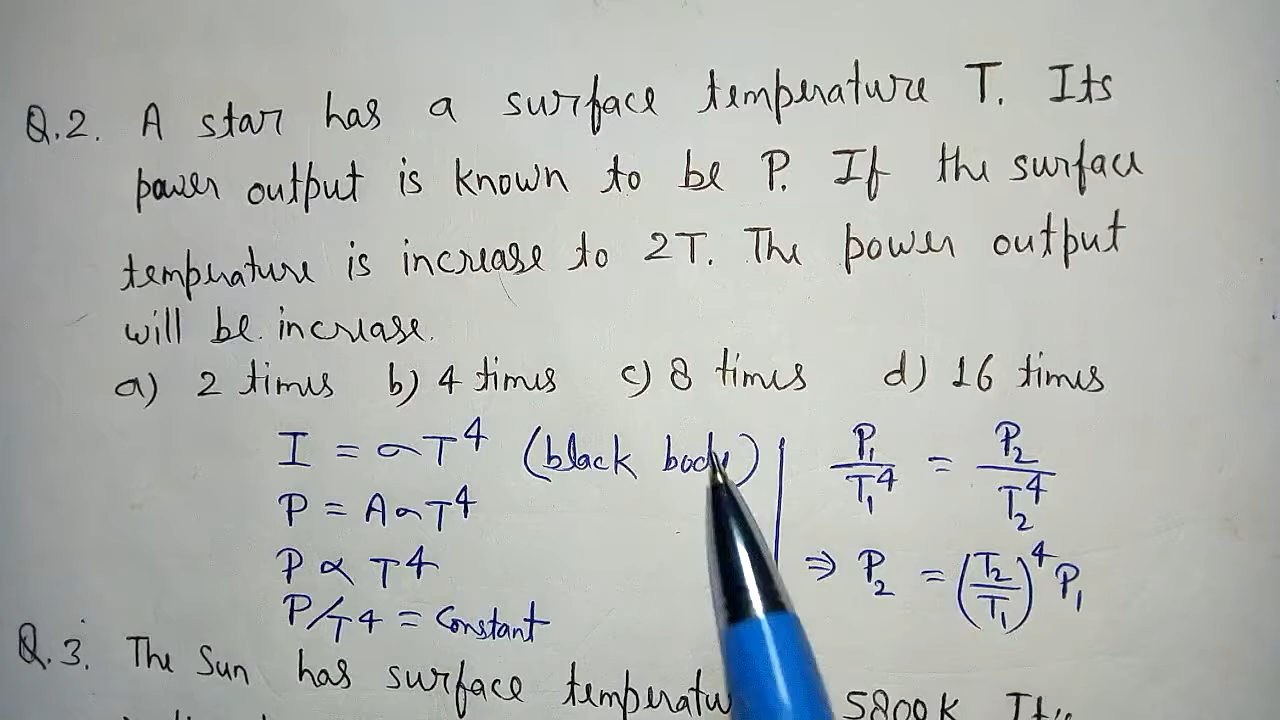 Q.2. A star has a surface temperature T. Its
power output is known to be P. If the surface
temperature is increase to 2T. The power output
will be increase.
a) 2 times b) 4 times c) 8 times d) 16 times
I = σT⁴ (black body)
P = AσT⁴
P ∝ T⁴
P/T⁴ = Constant
P₁/T₁⁴ = P₂/T₂⁴
⇒ P₂ = (T₂/T₁)⁴ P₁
Q.3. The Sun has surface 5800K